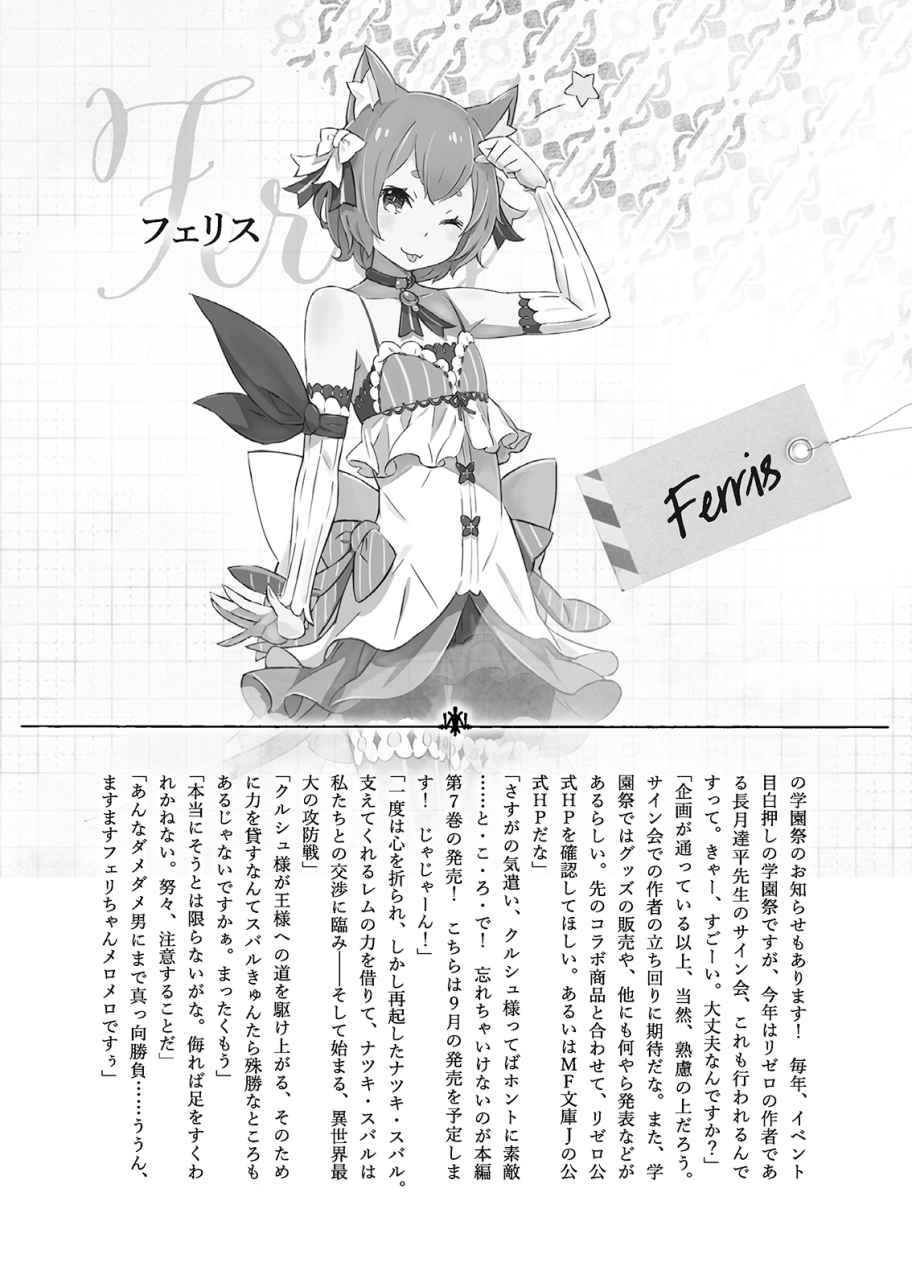 Fer
フェリス
Ferris
の学園祭のお知らせもあります！　毎年、イベント
目白押しの学園祭ですが、今年はリゼロの作者であ
る長月達平先生のサイン会、これも行われるんで
すって。きゃー、すごーい。大丈夫なんですか？」
「企画が通っている以上、当然、熟慮の上だろう。
サイン会での作者の立ち回りに期待だな。また、学
園祭ではグッズの販売や、他にも何やら発表などが
あるらしい。先のコラボ商品と合わせて、リゼロ公
式ＨＰを確認してほしい。あるいはＭＦ文庫Ｊの公
式ＨＰだな」
「さすがの気遣い、クルシュ様ってばホントに素敵
……と・こ・ろ・で！　忘れちゃいけないのが本編
第７巻の発売！　こちらは９月の発売を予定しま
す！　じゃじゃーん！」
「一度は心を折られ、しかし再起したナツキ・スバル。
支えてくれるレムの力を借りて、ナツキ・スバルは
私たちとの交渉に臨み――そして始まる、異世界最
大の攻防戦」
「クルシュ様が王様への道を駆け上がる、そのため
に力を貸すなんてスバルきゅんたら殊勝なところも
あるじゃないですかぁ。まったくもう」
「本当にそうとは限らないがな。侮れば足をすくわ
れかねない。努々、注意することだ」
「あんなダメダメ男にまで真っ向勝負……ううん、
ますますフェリちゃんメロメロですぅ」